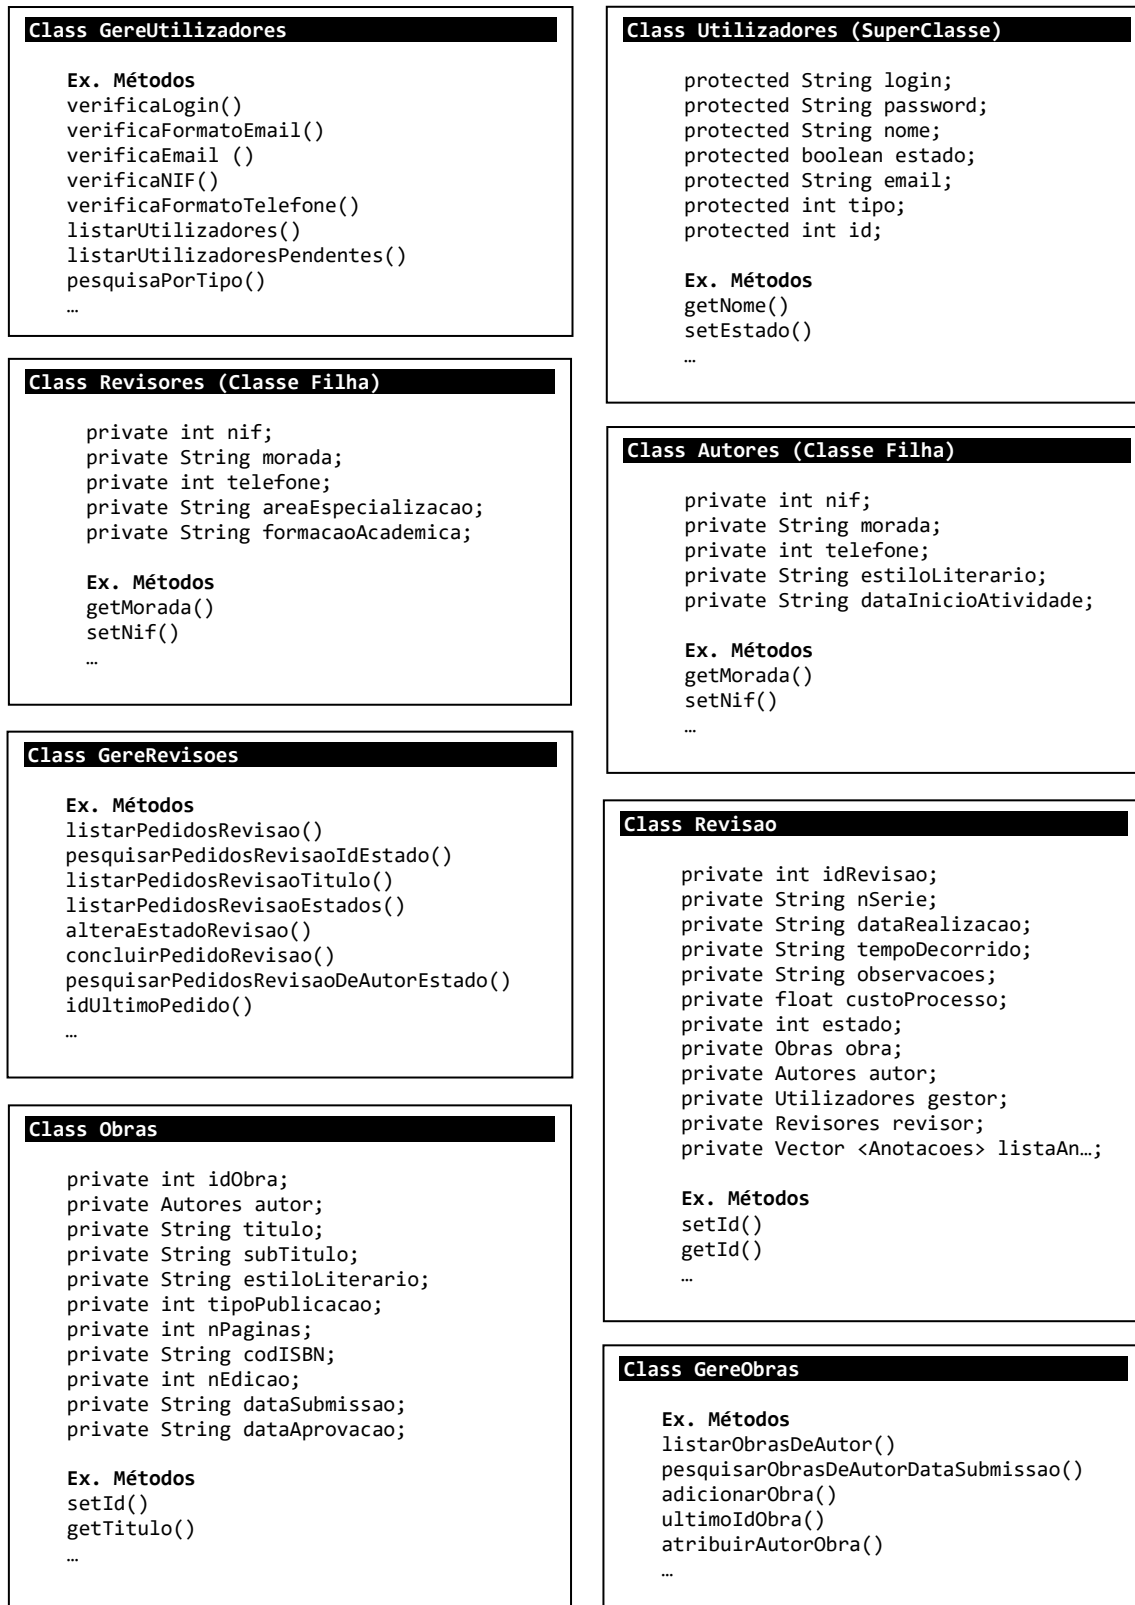 Class GereUtilizadores
Ex. Métodos
verificaLogin()
verificaFormatoEmail()
verificaEmail ()
verificaNIF()
verificaFormatoTelefone()
listarUtilizadores()
listarUtilizadoresPendentes()
pesquisaPorTipo()
…
Class Utilizadores (SuperClasse)
protected String login;
protected String password;
protected String nome;
protected boolean estado;
protected String email;
protected int tipo;
protected int id;
Ex. Métodos
getNome()
setEstado()
…
Class Revisores (Classe Filha)
private int nif;
private String morada;
private int telefone;
private String areaEspecializacao;
private String formacaoAcademica;
Ex. Métodos
getMorada()
setNif()
…
Class Autores (Classe Filha)
private int nif;
private String morada;
private int telefone;
private String estiloLiterario;
private String dataInicioAtividade;
Ex. Métodos
getMorada()
setNif()
…
Class GereRevisoes
Ex. Métodos
listarPedidosRevisao()
pesquisarPedidosRevisaoIdEstado()
listarPedidosRevisaoTitulo()
listarPedidosRevisaoEstados()
alteraEstadoRevisao()
concluirPedidoRevisao()
pesquisarPedidosRevisaoDeAutorEstado()
idUltimoPedido()
…
Class Revisao
private int idRevisao;
private String nSerie;
private String dataRealizacao;
private String tempoDecorrido;
private String observacoes;
private float custoProcesso;
private int estado;
private Obras obra;
private Autores autor;
private Utilizadores gestor;
private Revisores revisor;
private Vector <Anotacoes> listaAn…;
Ex. Métodos
setId()
getId()
…
Class Obras
private int idObra;
private Autores autor;
private String titulo;
private String subTitulo;
private String estiloLiterario;
private int tipoPublicacao;
private int nPaginas;
private String codISBN;
private int nEdicao;
private String dataSubmissao;
private String dataAprovacao;
Ex. Métodos
setId()
getTitulo()
…
Class GereObras
Ex. Métodos
listarObrasDeAutor()
pesquisarObrasDeAutorDataSubmissao()
adicionarObra()
ultimoIdObra()
atribuirAutorObra()
…